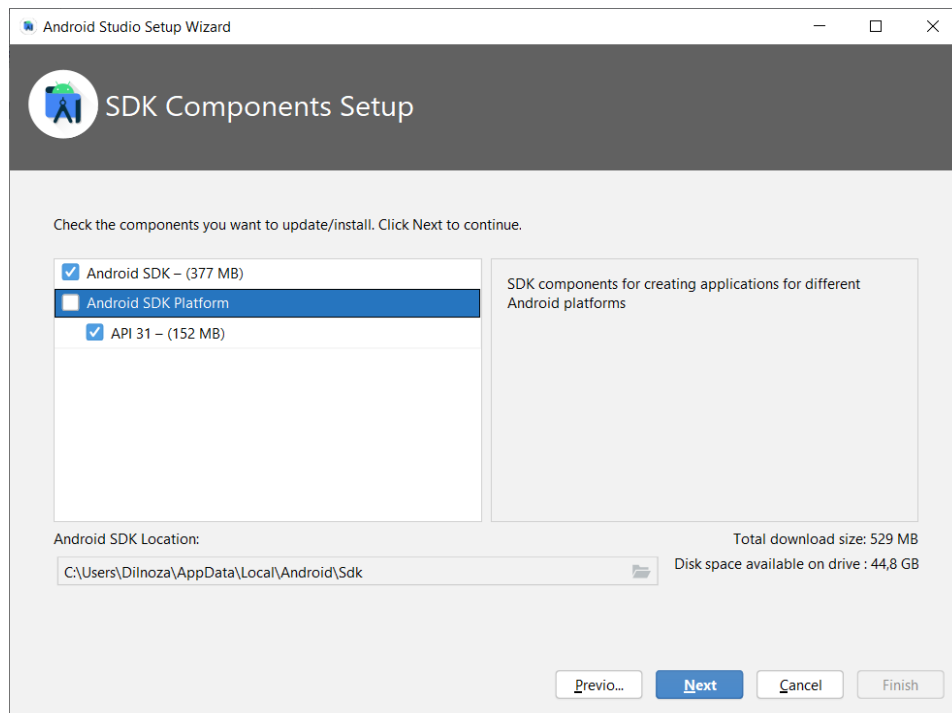 Android Studio Setup Wizard
SDK Components Setup
Check the components you want to update/install. Click Next to continue.
Android SDK – (377 MB)
Android SDK Platform
API 31 – (152 MB)
SDK components for creating applications for different
Android platforms
Android SDK Location:
C:\Users\Dilnoza\AppData\Local\Android\Sdk
Total download size: 529 MB
Disk space available on drive : 44,8 GB
Previo...
Next
Cancel
Finish